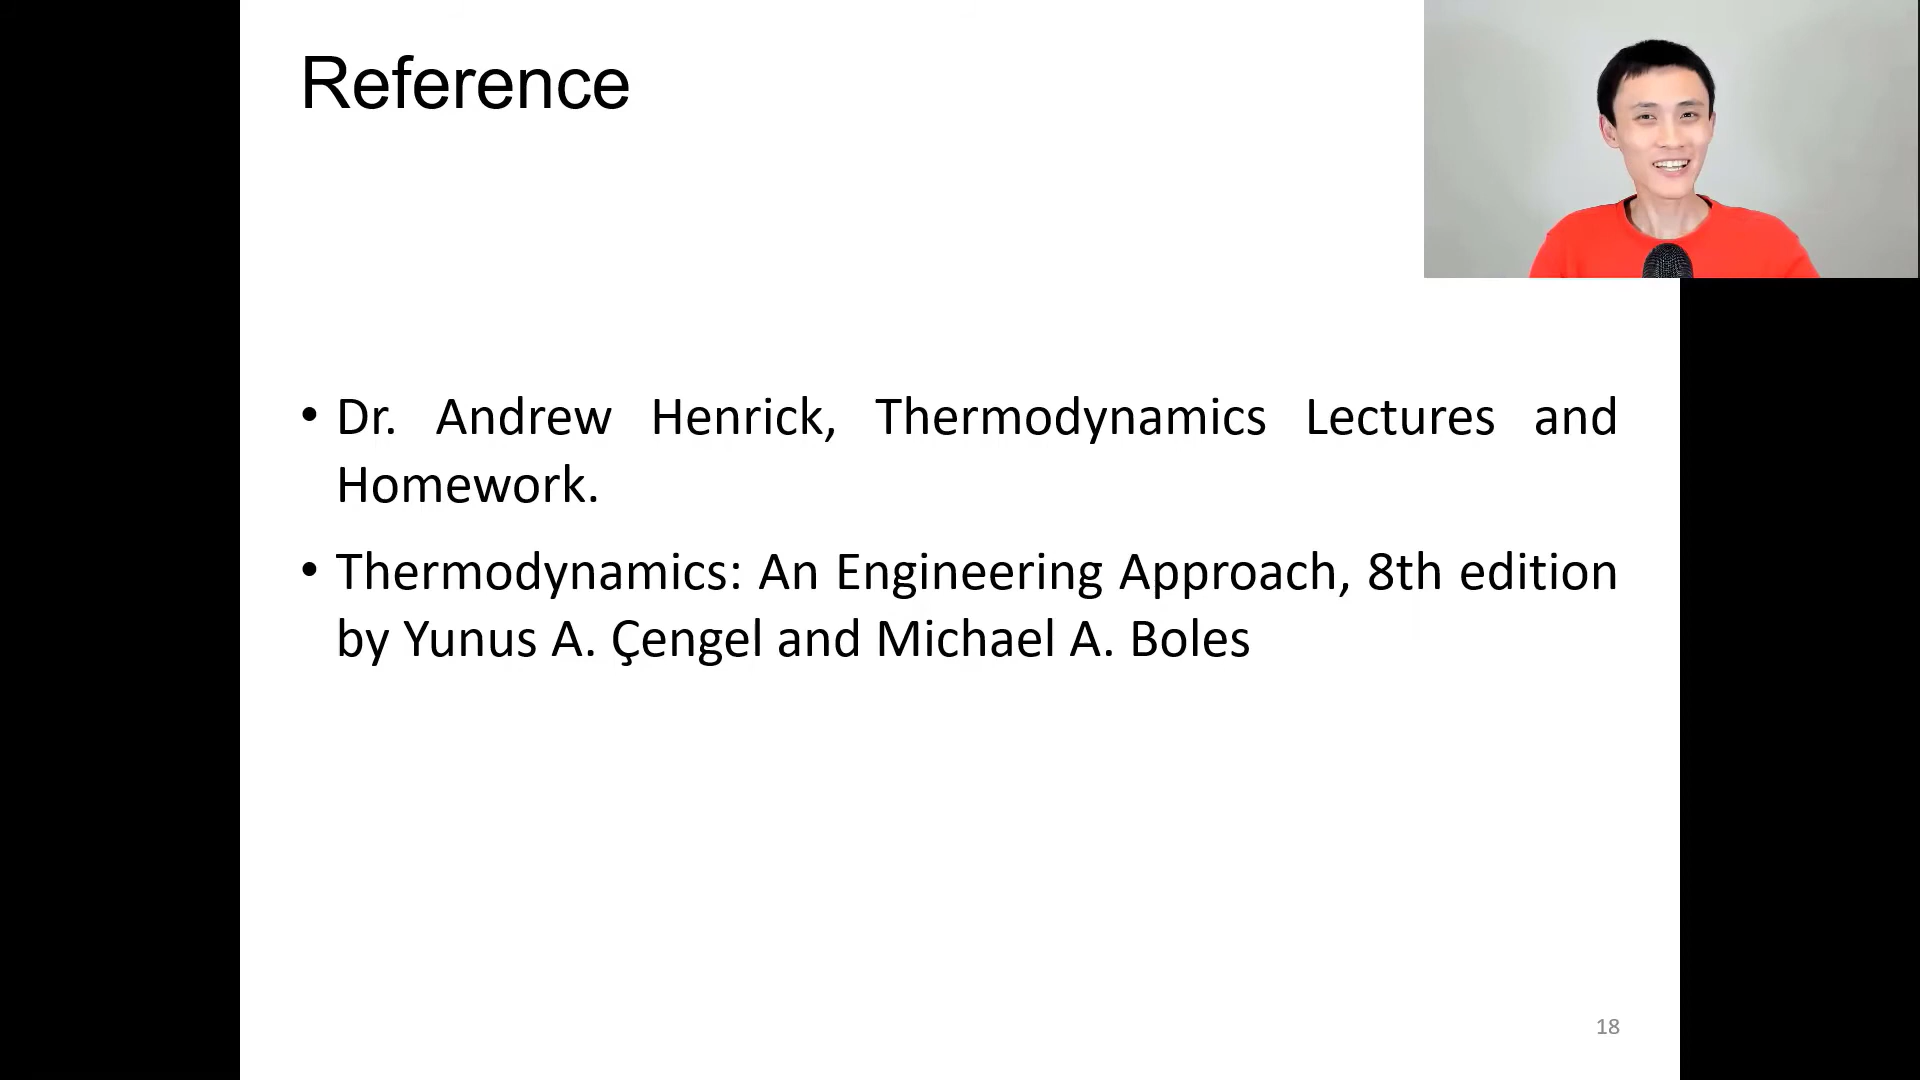 Reference
• Dr. Andrew Henrick, Thermodynamics Lectures and
Homework.
• Thermodynamics: An Engineering Approach, 8th edition
by Yunus A. Çengel and Michael A. Boles
18